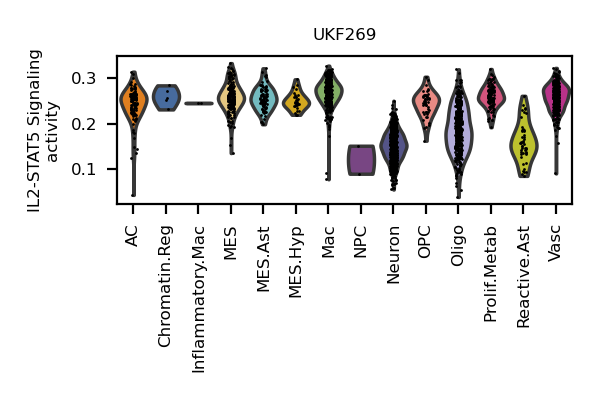 UKF269
IL2-STAT5 Signaling
activity
0.3
0.2
0.1
AC
Chromatin.Reg
Inflammatory.Mac
MES
MES.Ast
MES.Hyp
Mac
NPC
Neuron
OPC
Oligo
Prolif.Metab
Reactive.Ast
Vasc